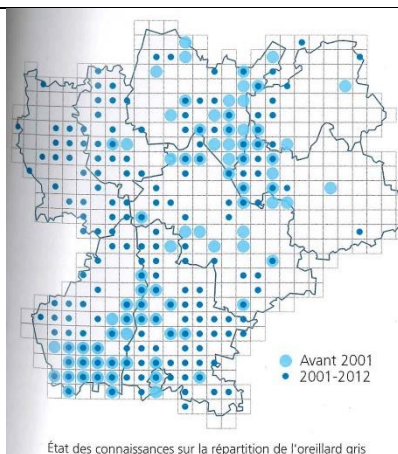 Avant 2001
2001-2012
État des connaissances sur la répartition de l'oreillard gris